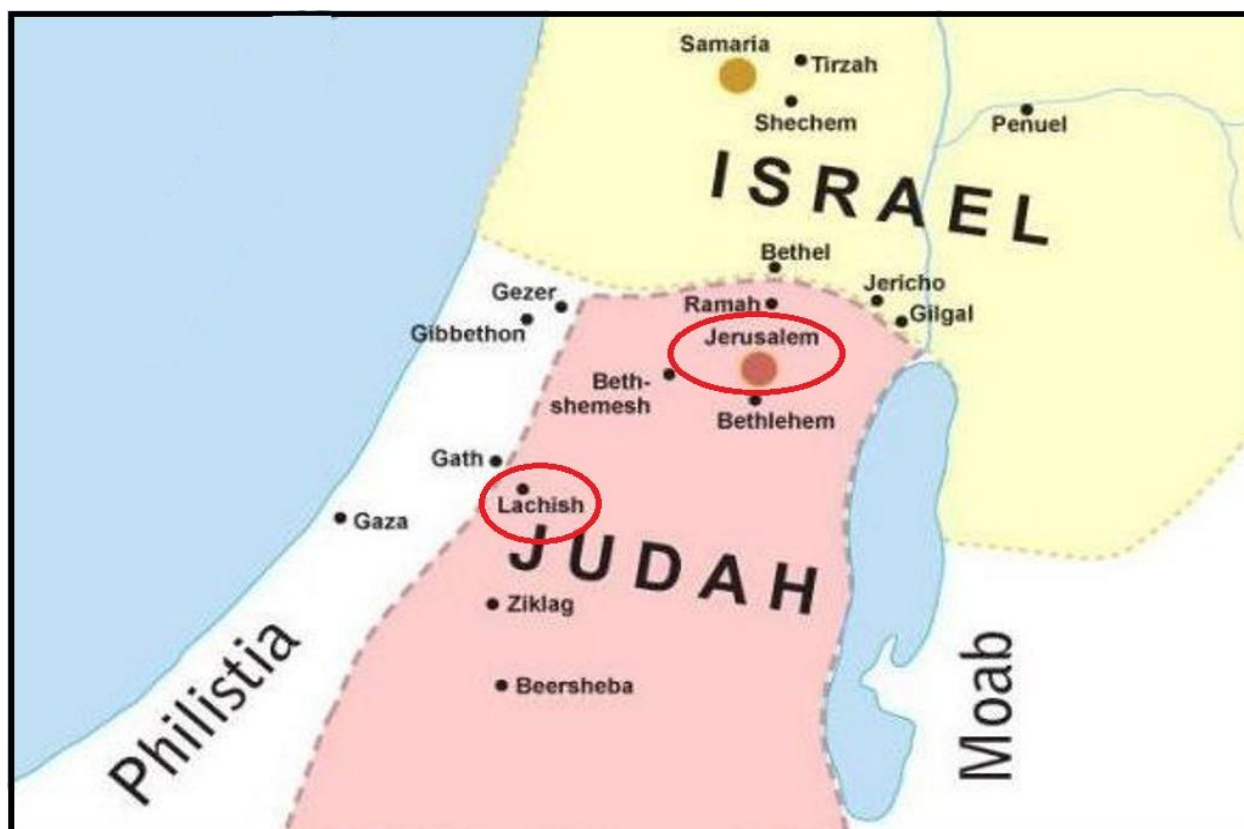 Samaria
Tirzah
Shechem
Penuel
ISRAEL
Bethel
Jericho
Gezer
Ramah
Gilgal
Gibbethon
Jerusalem
Beth-
shemesh
Bethlehem
Gath
Lachish
Gaza
JUDAH
Ziklag
Beersheba
Philistia
Moab